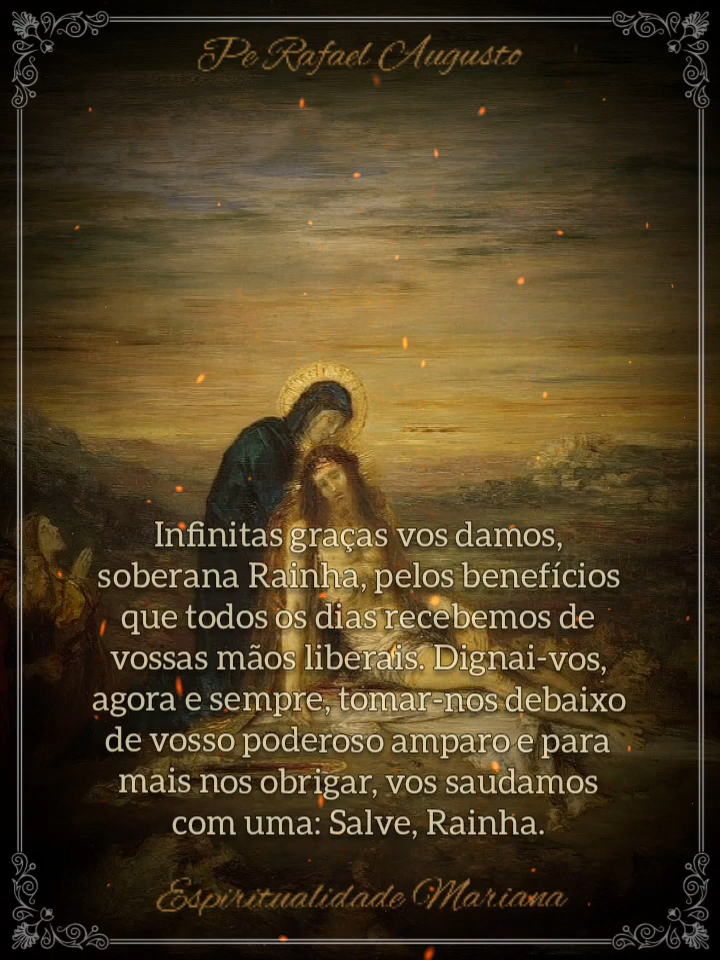 Pe Rafael Augusto
Infinitas graças vos damos,
soberana Rainha, pelos benefícios
que todos os dias recebemos de
vossas mãos liberais. Dignai-vos,
agora e sempre, tomar-nos debaixo
de vosso poderoso amparo e para
mais nos obrigar, vos saudamos
com uma: Salve, Rainha.
Espiritualidade Mariana